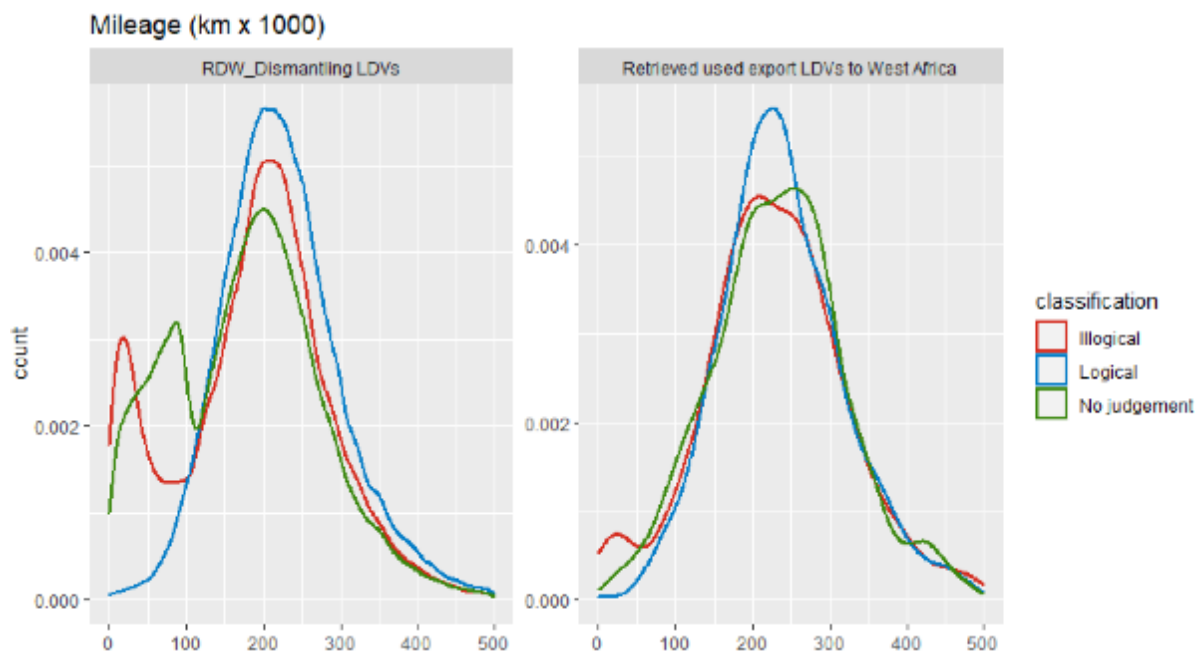 Mileage (km x 1000)
RDW_Dismantling LDVs
Retrieved used export LDVs to West Africa
count
0.004
0.002
0.000
0 100 200 300 400 500
0.004
0.002
0.000
0 100 200 300 400 500
classification
Illogical
Logical
No judgement